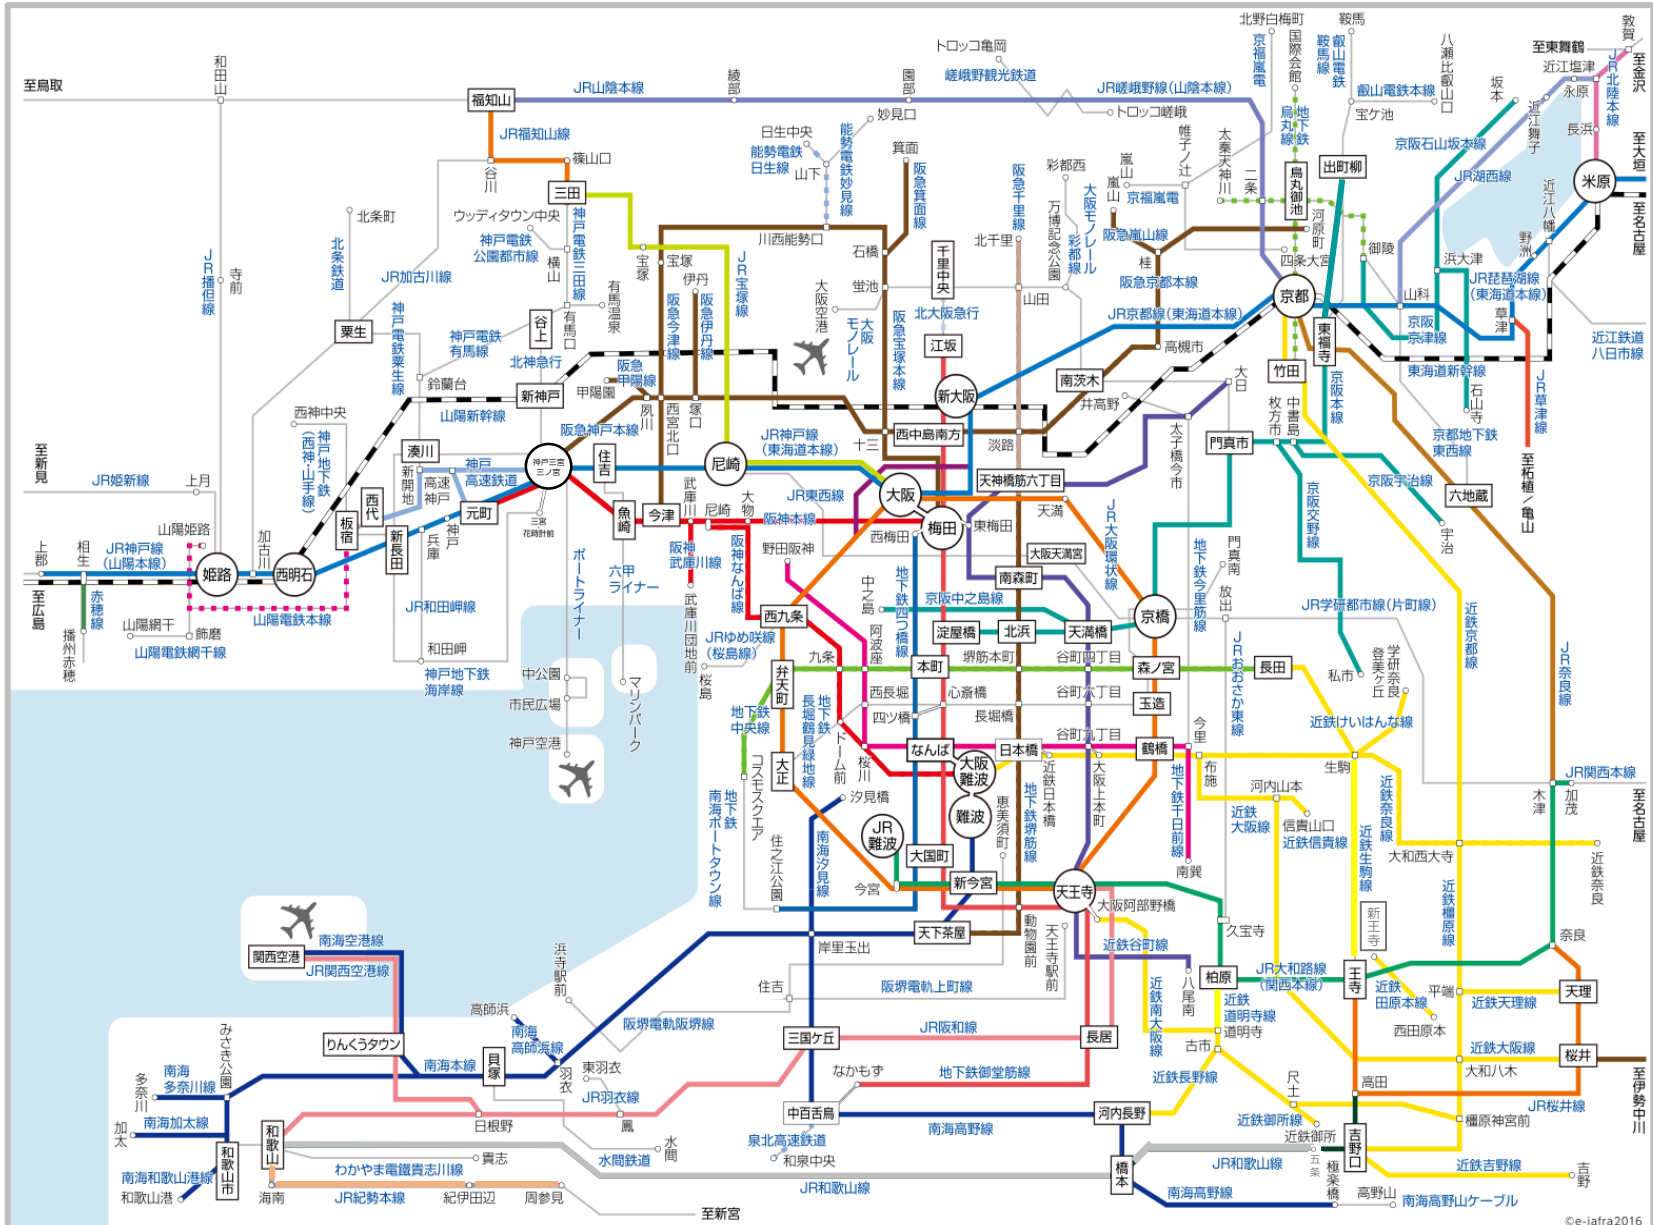 至鳥取
和田山
福知山
JR山陰本線
綾部
園部
トロッコ亀岡
嵯峨野観光鉄道
JR嵯峨野線(山陰本線)
トロッコ嵯峨
北野白梅町
京福嵐電
国際会館
地下鉄
烏丸線
鞍馬
叡山電鉄
鞍馬線
八瀬比叡山口
叡山電鉄本線
宝ケ池
出町柳
至東舞鶴
敦賀
近江塩津
永原
JR北陸本線
至金沢
坂本
近江舞子
長浜
京阪石山坂本線
JR湖西線
至大垣
米原
至名古屋
近江八幡
野洲
JR琵琶湖線
(東海道本線)
草津
近江鉄道
八日市線
浜大津
山科
京阪
京津線
東海道新幹線
石山寺
JR草津線
至柘植/亀山
JR福知山線
篠山口
谷川
三田
ウッディタウン中央
神戸電鉄
公園都市線
神戸電鉄三田線
横山
有馬温泉
有馬口
谷上
神戸電鉄
有馬線
北神急行
新神戸
北条町
北条鉄道
JR加古川線
粟生
神戸電鉄粟生線
鈴蘭台
山陽新幹線
JR播但線
寺前
西神中央
神戸地下鉄
(西神・山手線)
日生中央
能勢電鉄
日生線
山下
能勢電鉄妙見線
妙見口
川西能勢口
箕面
阪急箕面線
石橋
蛍池
大阪空港
大阪
モノレール
千里中央
北大阪急行
江坂
新大阪
阪急千里線
北千里
山田
彩都西
万博記念公園
彩都線
大阪モノレール
嵐山
嵐山
京福嵐電
帷子ノ辻
太秦天神川
二条
烏丸御池
河原町
四条大宮
御陵
京都
阪急嵐山線
桂
阪急京都本線
JR京都線(東海道本線)
高槻市
南茨木
井高野
大日
太子橋今市
門真市
東福寺
竹田
京阪本線
枚方市
中書島
京都地下鉄
東西線
六地蔵
京阪宇治線
宇治
宝塚
宝塚
伊丹
JR宝塚線
阪急今津線
阪急伊丹線
阪急宝塚本線
阪急
甲陽線
甲陽園
夙川
西宮北口
塚口
阪急神戸本線
十三
西中島南方
淡路
天神橋筋六丁目
至新見
JR姫新線
上月
山陽姫路
姫路
西明石
加古川
上郡
相生
JR神戸線
(山陽本線)
至広島
赤穂線
播州赤穂
山陽網干
飾磨
山陽電鉄網干線
山陽電鉄本線
板宿
西代
湊川
新開地
高速神戸
神戸
高速鉄道
元町
新長田
兵庫
神戸
JR和田岬線
和田岬
神戸地下鉄
海岸線
神戸三宮
三ノ宮
三宮
花時計前
ポートライナー
中公園
市民広場
神戸空港
住吉
魚崎
六甲
ライナー
マリンパーク
今津
武庫川
尼崎
大物
阪神
武庫川線
武庫川団地前
阪神なんば線
阪神本線
尼崎
JR神戸線
(東海道本線)
JR東西線
大阪
梅田
西梅田
東梅田
野田阪神
天満
JR大阪環状線
大阪天満宮
南森町
中之島
京阪中之島線
淀屋橋
北浜
天満橋
京橋
地下鉄今里筋線
門真南
放出
JR学研都市線(片町線)
京阪交野線
私市
学研奈良
登美ケ丘
近鉄京都線
JR奈良線
西九条
JRゆめ咲線
(桜島線)
桜島
弁天町
九条
阿波座
地下鉄四つ橋線
本町
堺筋本町
谷町四丁目
森ノ宮
長田
JRおおさか東線
近鉄けいはんな線
地下鉄
中央線
地下鉄
長堀鶴見緑地線
西長堀
心斎橋
四ツ橋
長堀橋
谷町六丁目
玉造
大正
ドーム前
桜川
なんば
大阪難波
日本橋
谷町九丁目
鶴橋
今里
布施
近鉄日本橋
大阪上本町
生駒
近鉄奈良線
コスモスクエア
地下鉄
南海ポートタウン線
住之江公園
汐見橋
南海汐見線
JR難波
難波
恵美須町
地下鉄堺筋線
地下鉄千日前線
南巽
河内山本
近鉄
大阪線
信貴山口
近鉄信貴線
近鉄生駒線
大和西大寺
近鉄奈良
JR関西本線
木津
加茂
至名古屋
大国町
新今宮
今宮
天王寺
大阪阿部野橋
動物園前
天王寺駅前
天下茶屋
岸里玉出
久宝寺
近鉄谷町線
八尾南
近鉄南大阪線
柏原
JR大和路線
(関西本線)
王寺
新王寺
近鉄
田原本線
西田原本
近鉄橿原線
平端
近鉄天理線
天理
奈良
近鉄
道明寺線
道明寺
古市
近鉄長野線
近鉄大阪線
大和八木
桜井
至伊勢中川
JR桜井線
高田
尺土
近鉄御所線
近鉄御所
橿原神宮前
関西空港
南海空港線
JR関西空港線
りんくうタウン
みさき公園
南海
多奈川線
多奈川
南海加太線
加太
南海和歌山港線
和歌山港
和歌山市
和歌山
南海本線
貝塚
羽衣
高師浜
南海
高師浜線
浜寺駅前
阪堺電軌阪堺線
住吉
阪堺電軌上町線
東羽衣
JR羽衣線
鳳
日根野
水間
水間鉄道
貴志
わかやま電鐵貴志川線
海南
JR紀勢本線
紀伊田辺
周参見
至新宮
三国ケ丘
JR阪和線
長居
なかもず
地下鉄御堂筋線
中百舌鳥
泉北高速鉄道
和泉中央
南海高野線
河内長野
橋本
JR和歌山線
JR和歌山線
五条
吉野口
近鉄吉野線
吉野
南海高野線
極楽橋
高野山
南海高野山ケーブル
©e-jafra2016